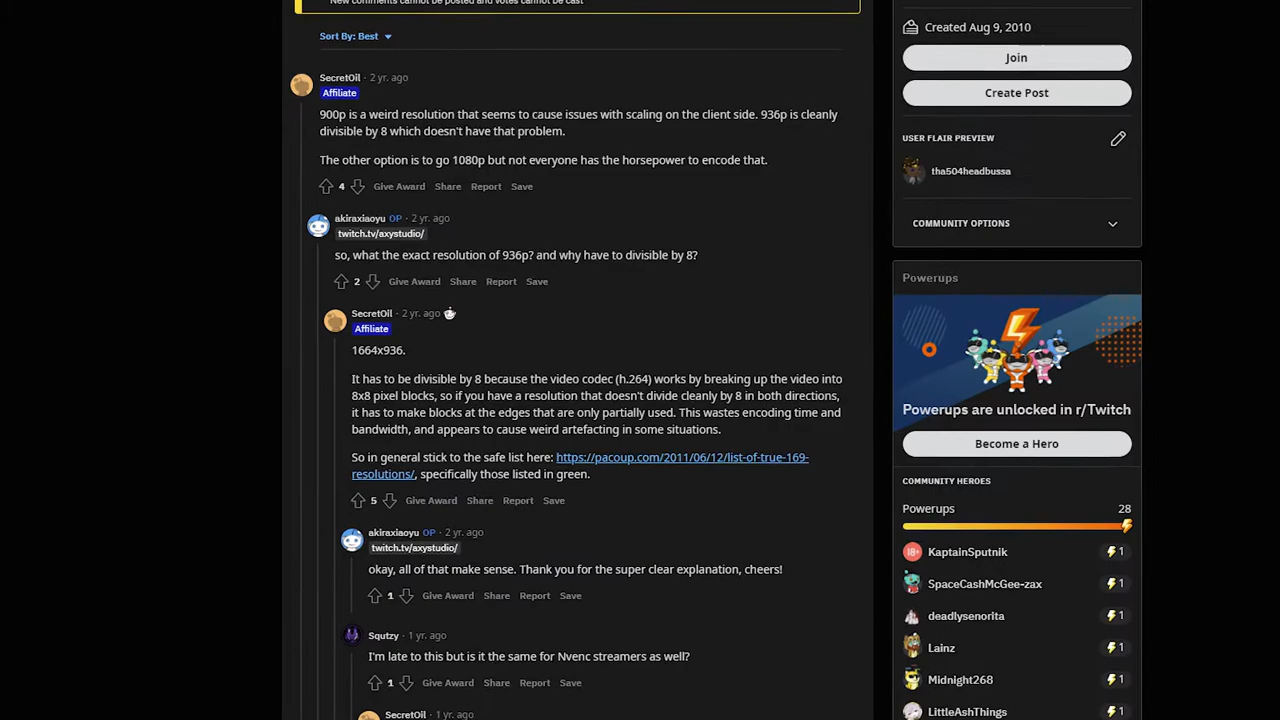 New comments cannot be posted and votes cannot be cast
Sort By: Best
SecretOil · 2 yr. ago
Affiliate
900p is a weird resolution that seems to cause issues with scaling on the client side. 936p is cleanly
divisible by 8 which doesn't have that problem.
The other option is to go 1080p but not everyone has the horsepower to encode that.
4 Give Award Share Report Save
akiraxiaoyu OP · 2 yr. ago
twitch.tv/axystudio/
so, what the exact resolution of 936p? and why have to divisible by 8?
2 Give Award Share Report Save
SecretOil · 2 yr. ago
Affiliate
1664x936.
It has to be divisible by 8 because the video codec (h.264) works by breaking up the video into
8x8 pixel blocks, so if you have a resolution that doesn't divide cleanly by 8 in both directions,
it has to make blocks at the edges that are only partially used. This wastes encoding time and
bandwidth, and appears to cause weird artefacting in some situations.
So in general stick to the safe list here: https://pacoup.com/2011/06/12/list-of-true-169-
resolutions/, specifically those listed in green.
5 Give Award Share Report Save
akiraxiaoyu OP · 2 yr. ago
twitch.tv/axystudio/
okay, all of that make sense. Thank you for the super clear explanation, cheers!
1 Give Award Share Report Save
Squtzy · 1 yr. ago
I'm late to this but is it the same for Nvenc streamers as well?
1 Give Award Share Report Save
SecretOil · 1 yr. ago
Created Aug 9, 2010
Join
Create Post
USER FLAIR PREVIEW
tha504headbussa
COMMUNITY OPTIONS
Powerups
Powerups are unlocked in r/Twitch
Become a Hero
COMMUNITY HEROES
Powerups 28
18+ KaptainSputnik 1
SpaceCashMcGee-zax 1
deadlysenorita 1
Lainz 1
Midnight268 1
LittleAshThings 1